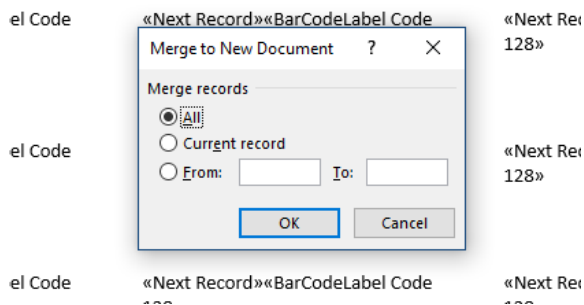 el Code «Next Record»«BarCodeLabel Code «Next Rec
128»
Merge to New Document ? ×
Merge records
All
Current record
From: To:
OK Cancel
el Code «Next Rec
128»
el Code «Next Record»«BarCodeLabel Code «Next Rec